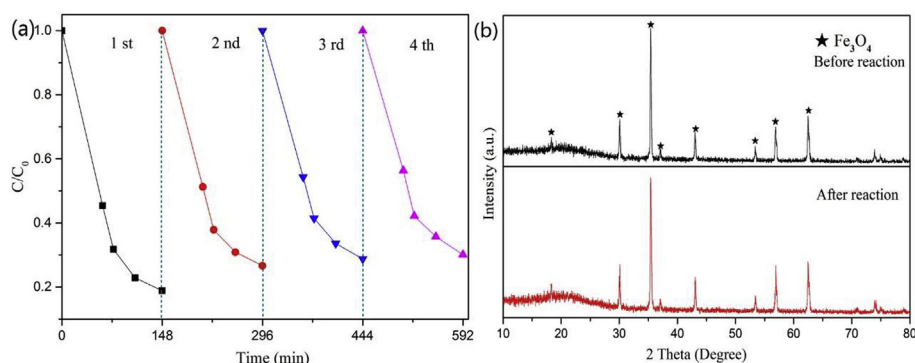 (a)
1 st
2 nd
3 rd
4 th
1.0
0.8
0.6
0.4
0.2
C/C₀
0
148
296
444
592
Time (min)
(b)
★ Fe₃O₄
Before reaction
After reaction
Intensity (a.u.)
10
20
30
40
50
60
70
80
2 Theta (Degree)